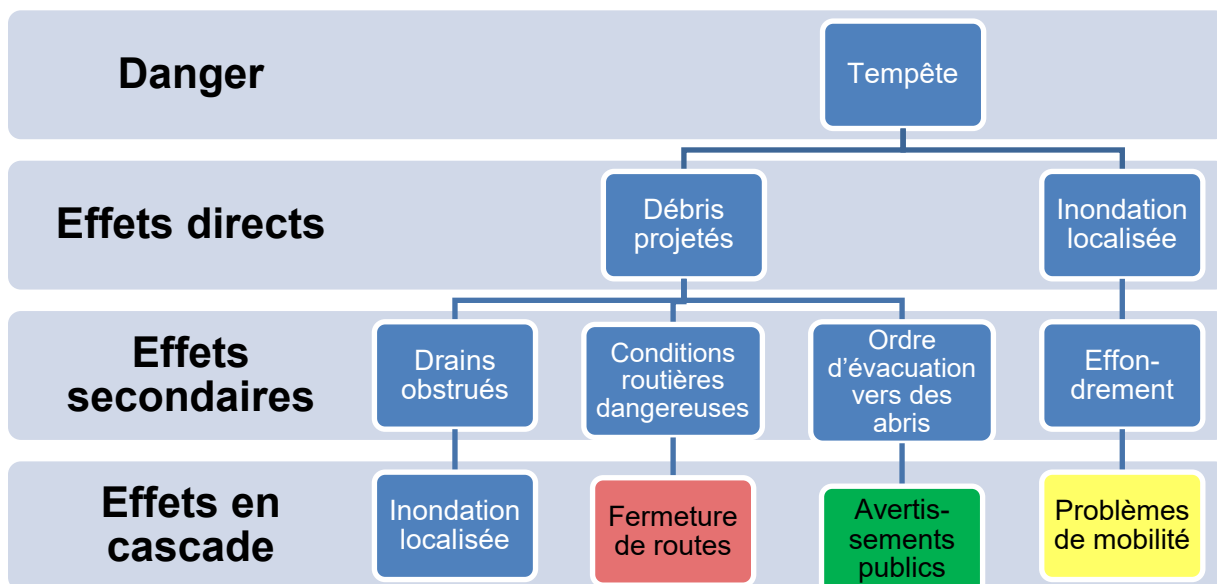 Danger
Tempête
Effets directs
Débris
projetés
Inondation
localisée
Effets
secondaires
Drains
obstrués
Conditions
routières
dangereuses
Ordre
d’évacuation
vers des
abris
Effon-
drement
Effets en
cascade
Inondation
localisée
Fermeture
de routes
Avertis-
sements
publics
Problèmes
de mobilité